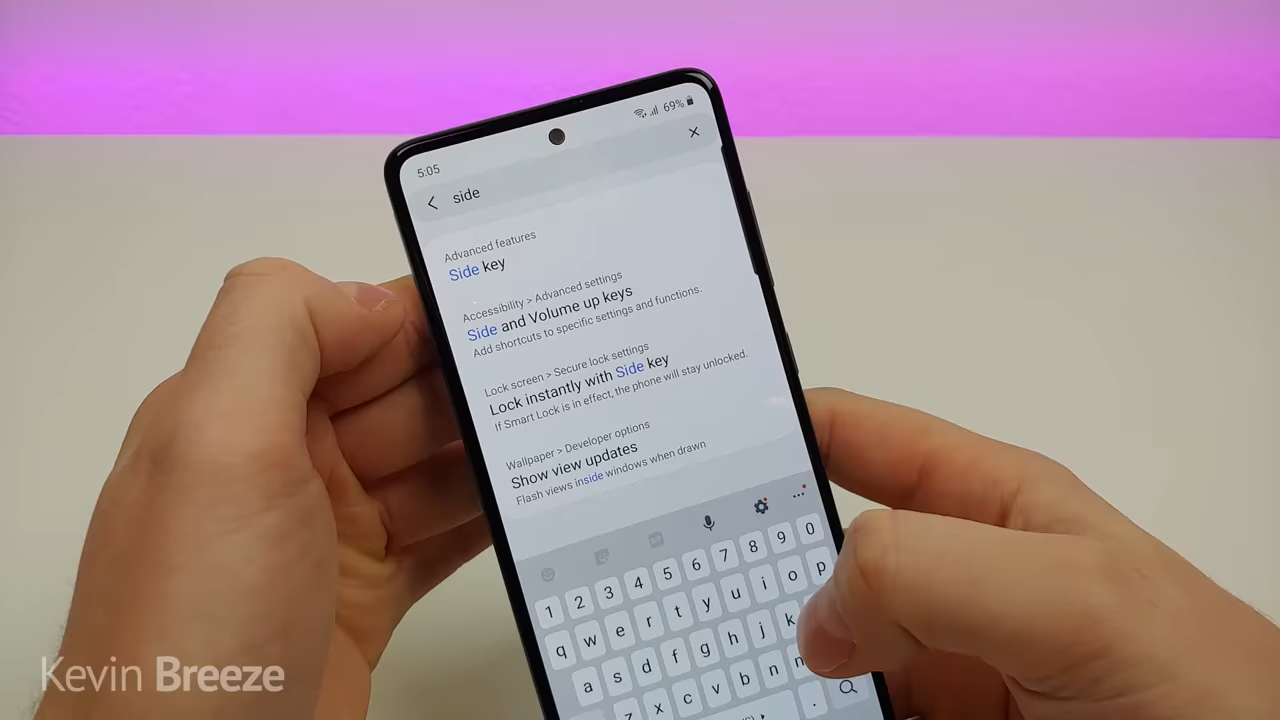 5:05 69%
side
Advanced features
Side key
Accessibility > Advanced settings
Side and Volume up keys
Add shortcuts to specific settings and functions.
Lock screen > Secure lock settings
Lock instantly with Side key
If Smart Lock is in effect, the phone will stay unlocked.
Wallpaper > Developer options
Show view updates
Flash views inside windows when drawn
1 2 3 4 5 6 7 8 9 0
q w e r t y u i o p
a s d f g h j k
z x c v b n
.
Kevin Breeze